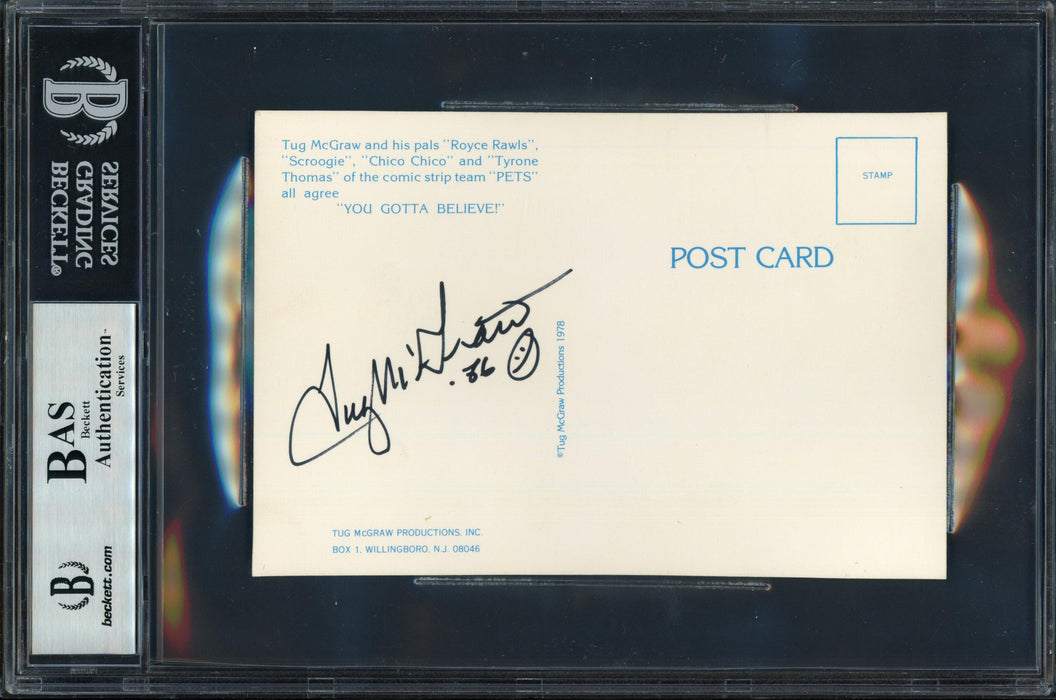 BECKETT®
GRADING
SERVICES
BAS
Beckett
Authentication™
Services
B
beckett.com
Tug McGraw and his pals "Royce Rawls",
"Scroogie", "Chico Chico" and "Tyrone
Thomas" of the comic strip team "PETS"
all agree
"YOU GOTTA BELIEVE!"
STAMP
POST CARD
Tug McGraw
.86
©Tug McGraw Productions 1978
TUG McGRAW PRODUCTIONS, INC.
BOX 1, WILLINGBORO, N.J. 08046